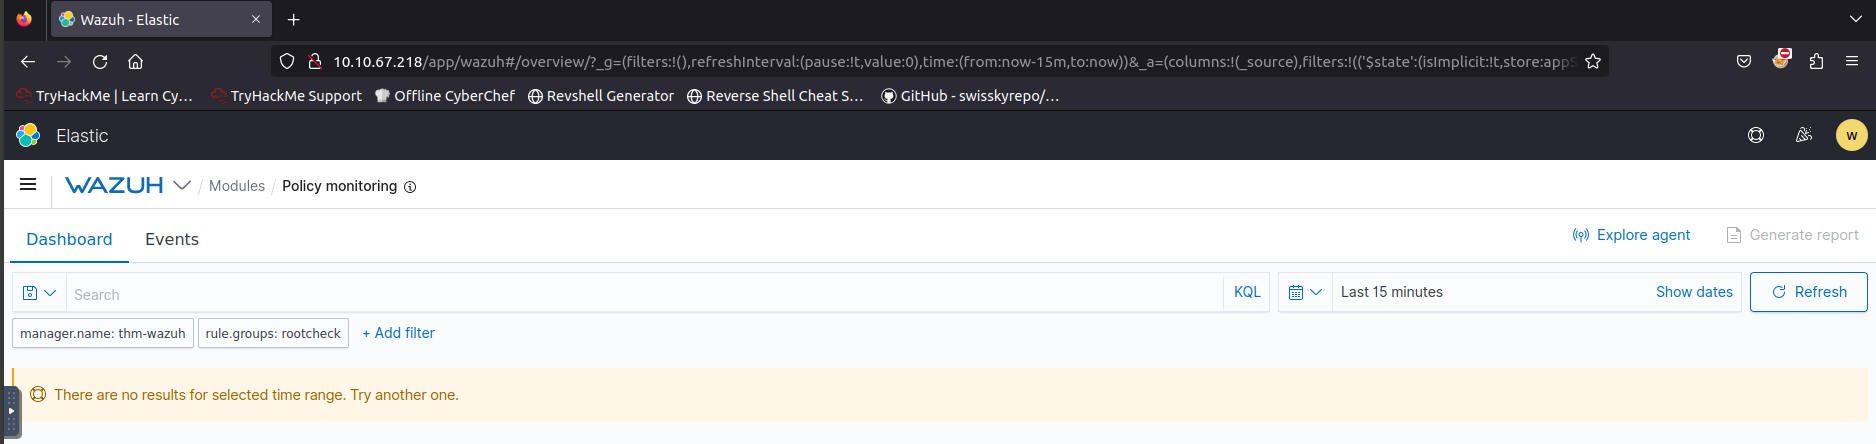 Wazuh - Elastic
10.10.67.218/app/wazuh#/overview/?_g=(filters:!(),refreshInterval:(pause:!t,value:0),time:(from:now-15m,to:now))&_a=(columns:!(_source),filters:!(('$state':(isImplicit:!t,store:appS
TryHackMe | Learn Cy… TryHackMe Support Offline CyberChef Revshell Generator Reverse Shell Cheat S… GitHub - swisskyrepo/…
Elastic W
WAZUH / Modules / Policy monitoring
Dashboard Events Explore agent Generate report
Search KQL Last 15 minutes Show dates Refresh
manager.name: thm-wazuh rule.groups: rootcheck + Add filter
There are no results for selected time range. Try another one.